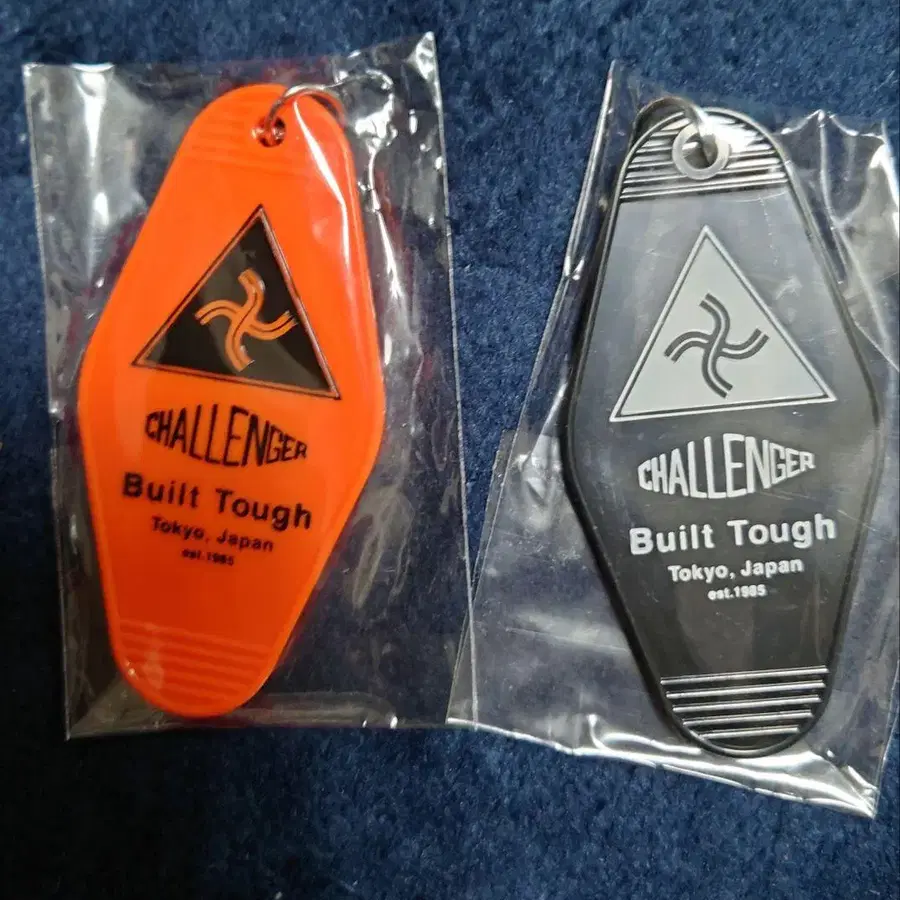 CHALLENGER
Built Tough
Tokyo, Japan
est.1985
CHALLENGER
Built Tough
Tokyo, Japan
est.1985